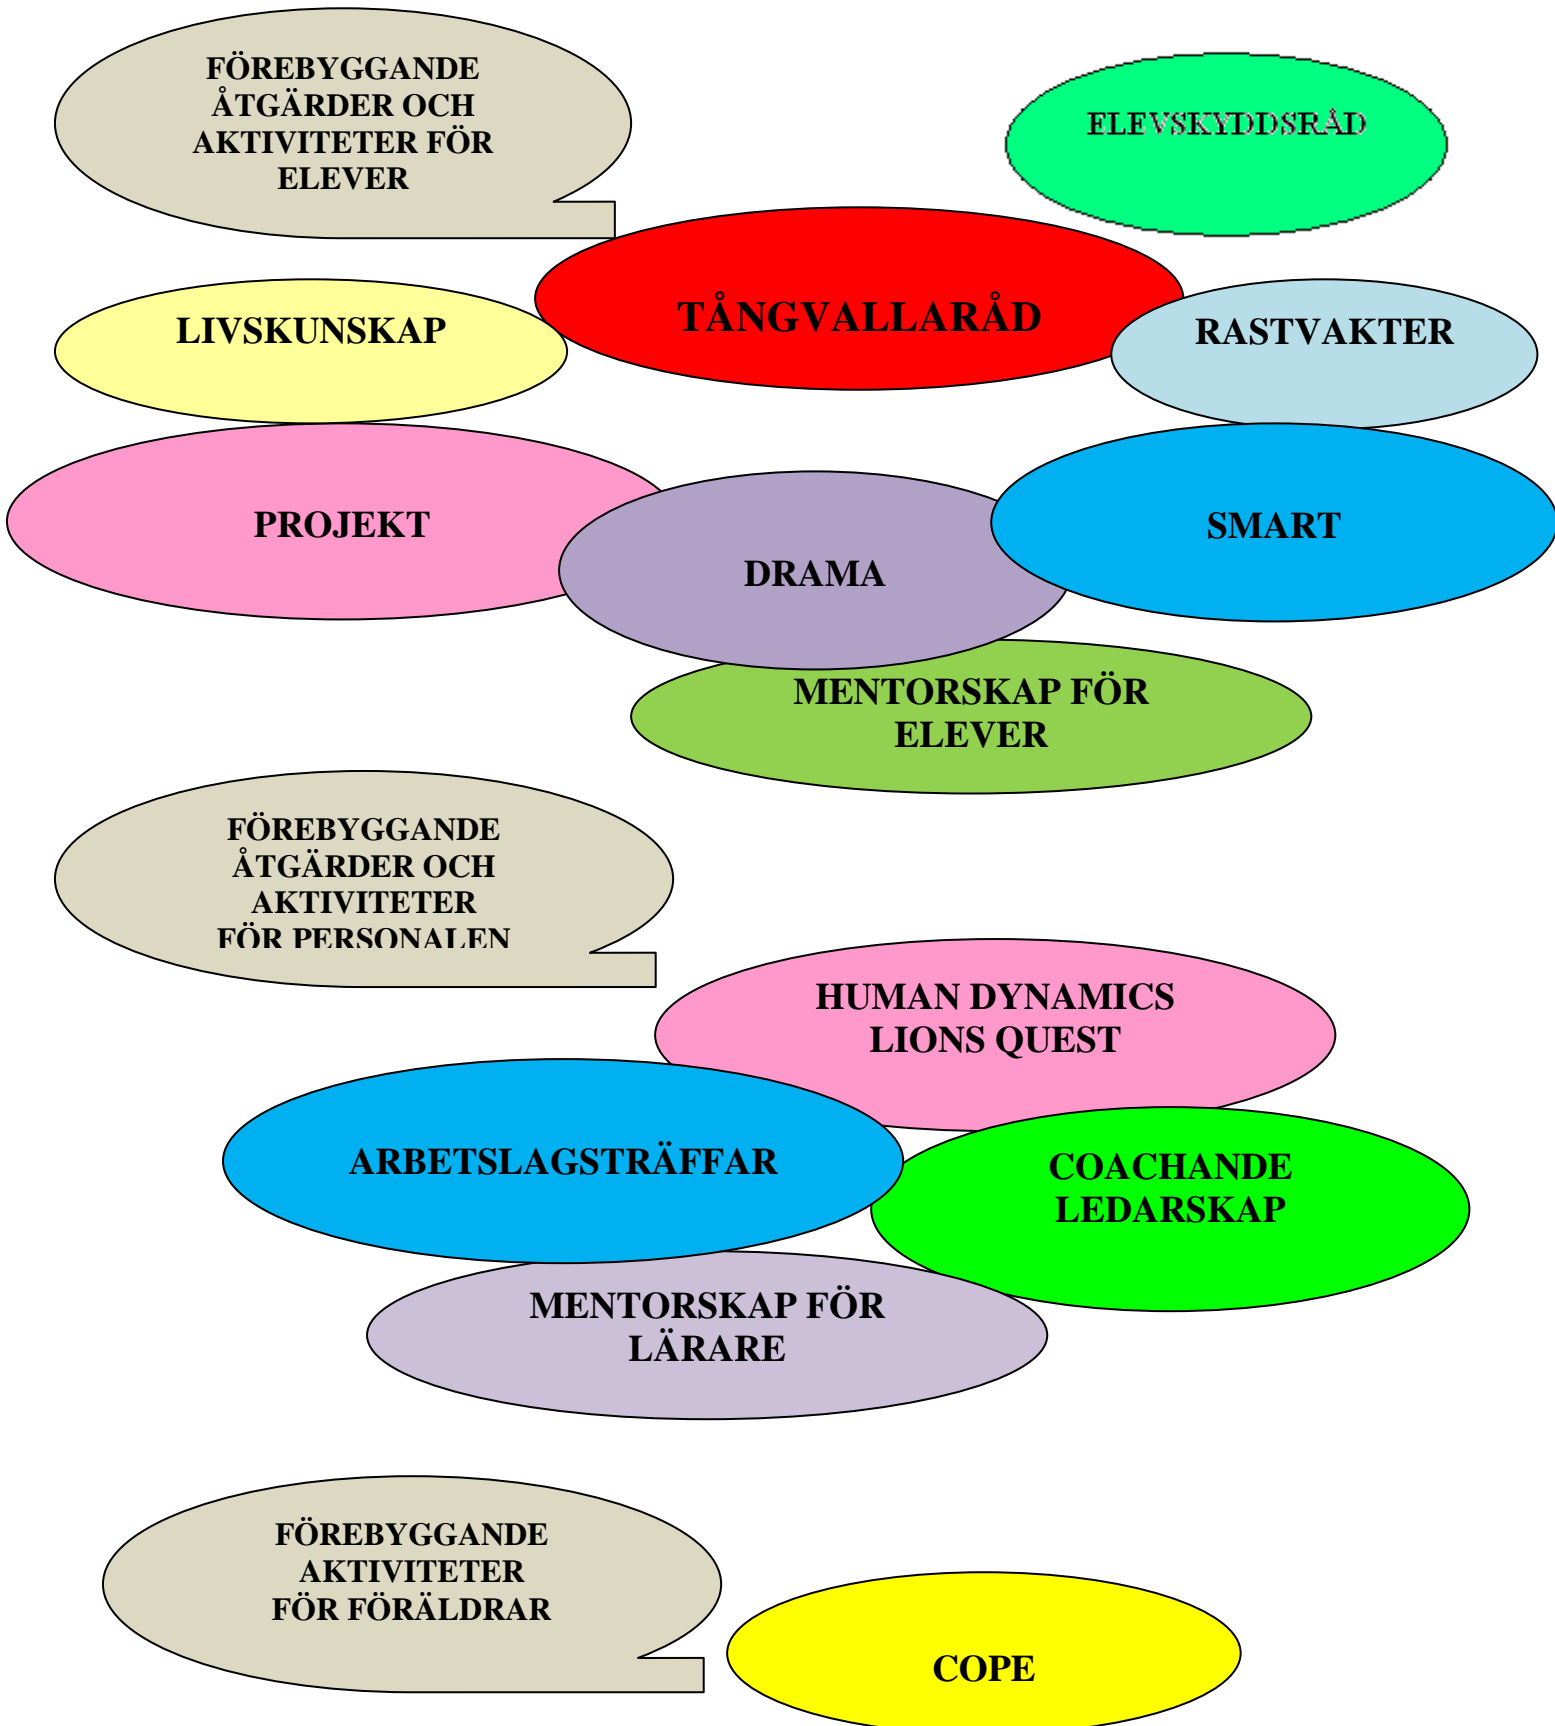 FÖREBYGGANDE
ÅTGÄRDER OCH
AKTIVITETER FÖR
ELEVER
ELEVSKYDDSRÅD
TÅNGVALLARÅD
LIVSKUNSKAP
RASTVAKTER
PROJEKT
SMART
DRAMA
MENTORSKAP FÖR
ELEVER
FÖREBYGGANDE
ÅTGÄRDER OCH
AKTIVITETER
FÖR PERSONALEN
HUMAN DYNAMICS
LIONS QUEST
ARBETSLAGSTRÄFFAR
COACHANDE
LEDARSKAP
MENTORSKAP FÖR
LÄRARE
FÖREBYGGANDE
AKTIVITETER
FÖR FÖRÄLDRAR
COPE